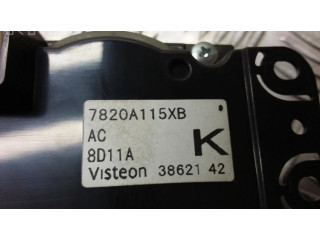 7820A115XB
AC
8D11A K
Visteon 38621 42